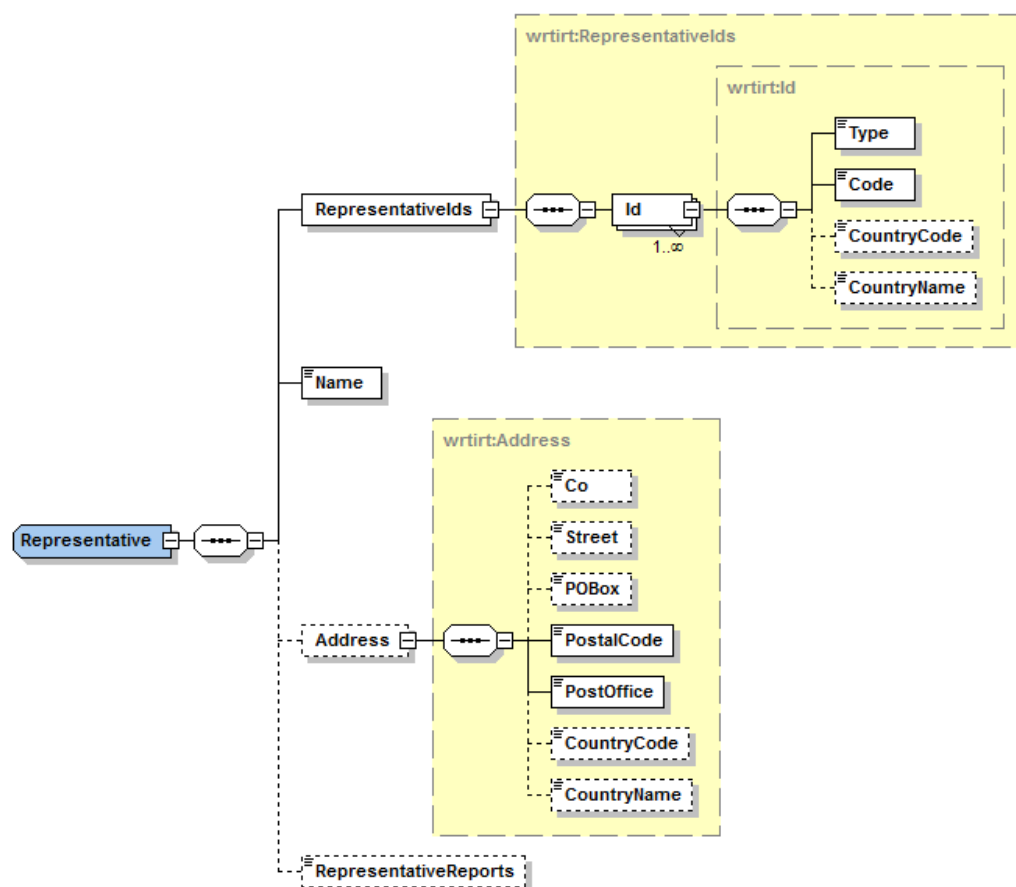 wrtirt:RepresentativeIds
wrtirt:Id
Type
Code
RepresentativeIds
Id
1..∞
CountryCode
CountryName
Name
wrtirt:Address
Co
Street
Representative
POBox
Address
PostalCode
PostOffice
CountryCode
CountryName
RepresentativeReports